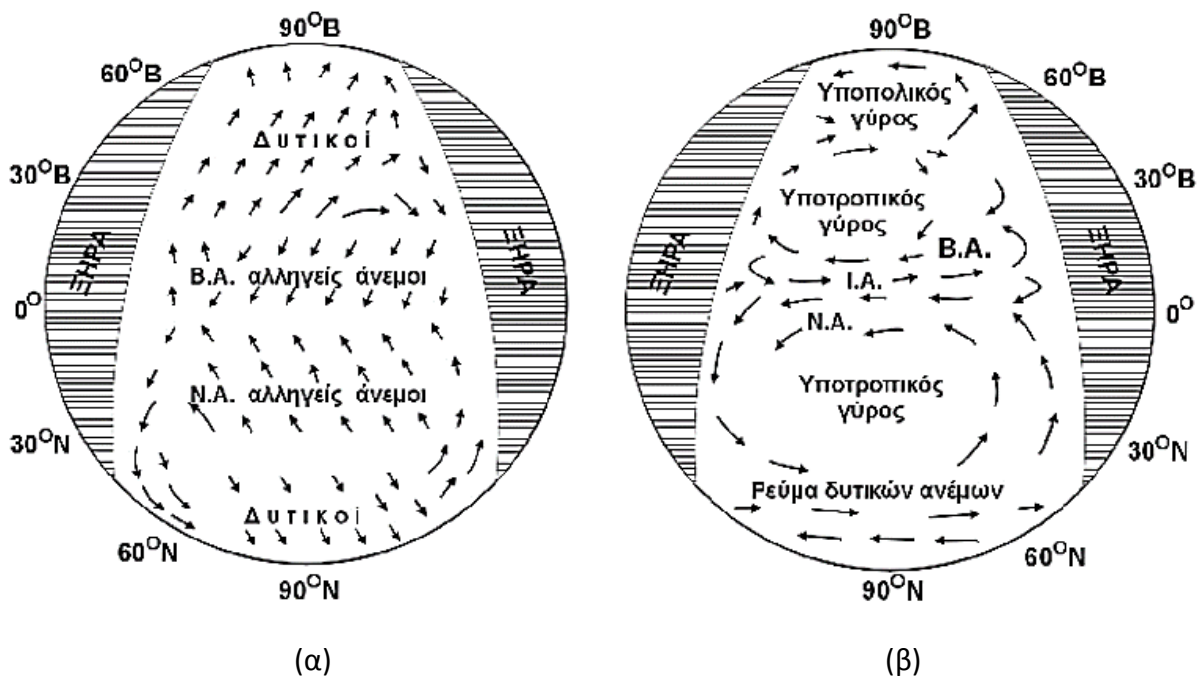 90°Β
60°Β
30°Β
0°
30°Ν
60°Ν
90°Ν
ΞΗΡΑ
ΞΗΡΑ
Δυτικοί
Β.Α. αλληγείς άνεμοι
Ν.Α. αλληγείς άνεμοι
Δυτικοί
(α)
90°Β
60°Β
30°Β
0°
30°Ν
60°Ν
90°Ν
ΞΗΡΑ
ΞΗΡΑ
Υποπολικός
γύρος
Υποτροπικός
γύρος
Β.Α.
Ι.Α.
Ν.Α.
Υποτροπικός
γύρος
Ρεύμα δυτικών ανέμων
(β)